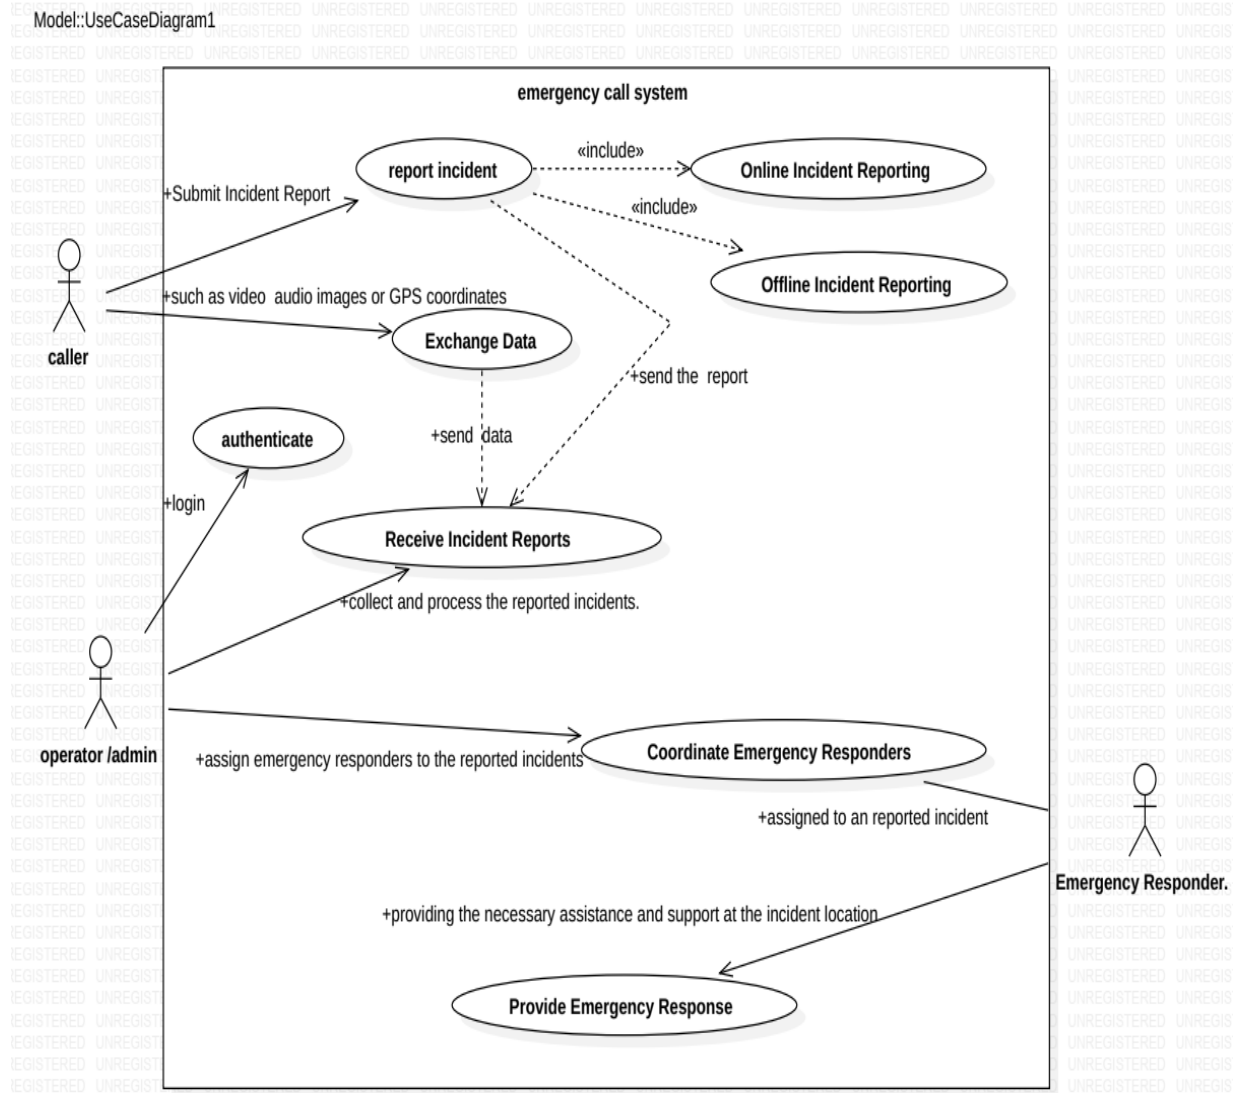 Model::UseCaseDiagram1
emergency call system
«include»
report incident
Online Incident Reporting
+Submit Incident Report
«include»
Offline Incident Reporting
+such as video  audio images or GPS coordinates
Exchange Data
caller
+send the  report
authenticate
+send  data
+login
Receive Incident Reports
+collect and process the reported incidents.
operator /admin
Coordinate Emergency Responders
+assign emergency responders to the reported incidents
+assigned to an reported incident
Emergency Responder.
+providing the necessary assistance and support at the incident location
Provide Emergency Response
UNREGISTERED